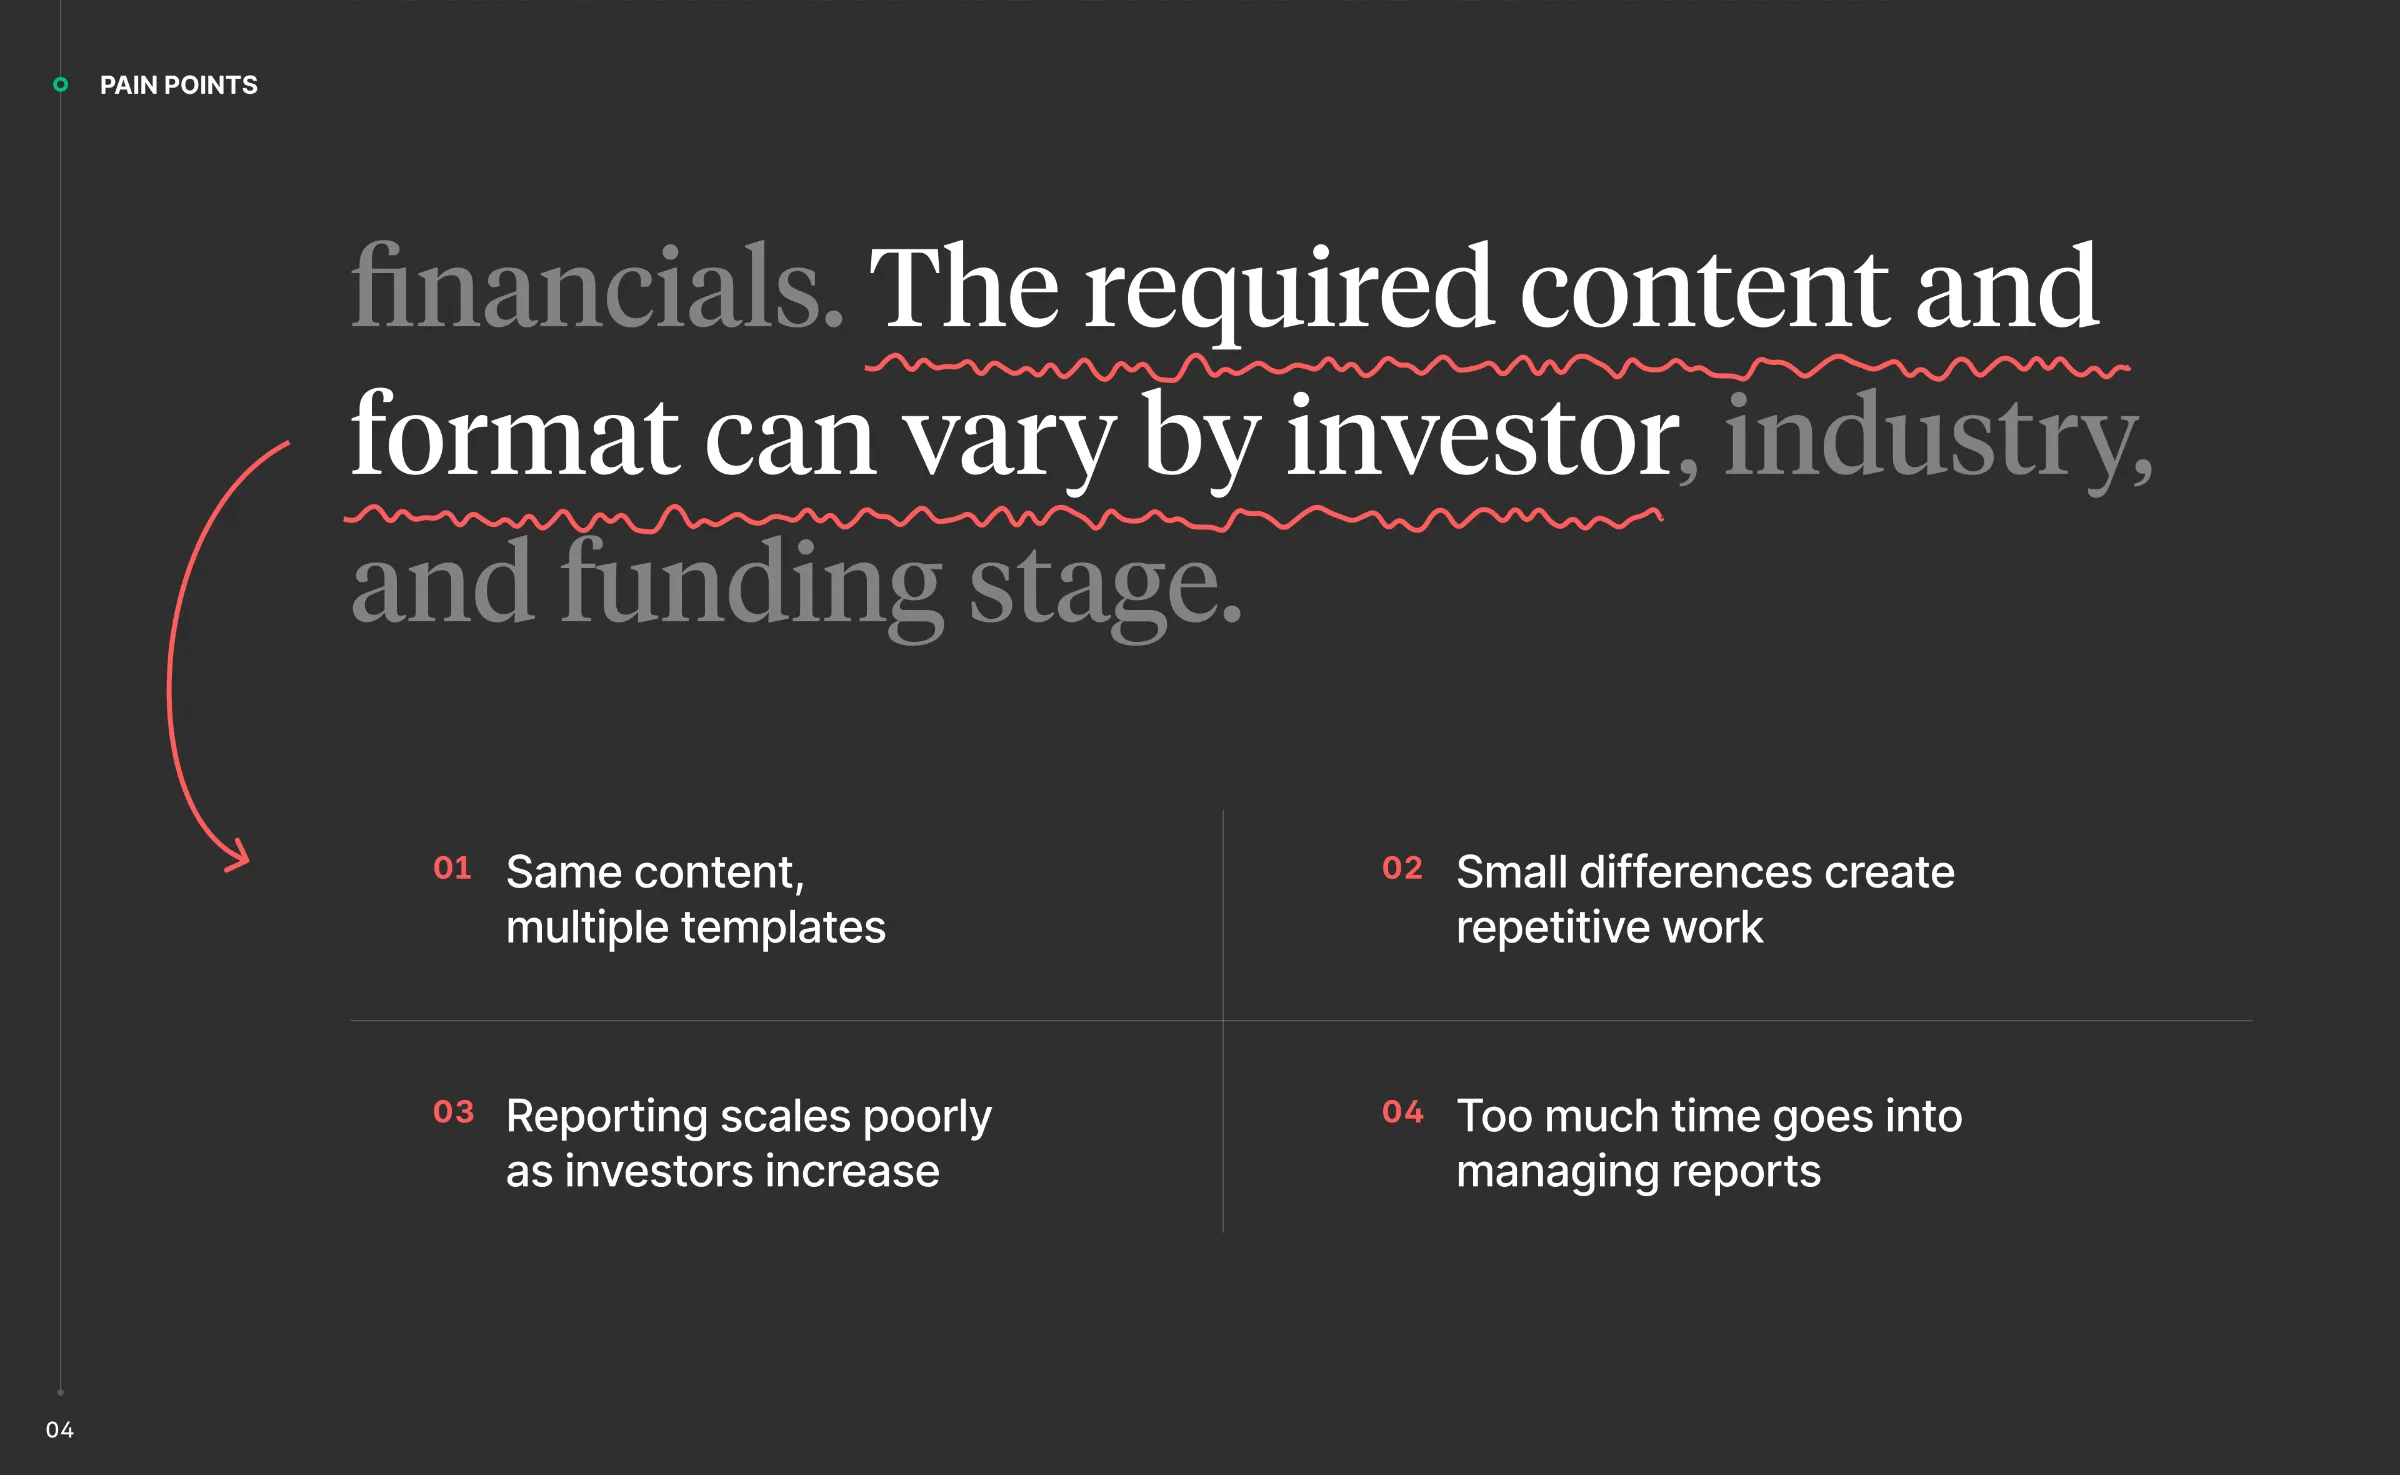 PAIN POINTS
financials. The required content and
format can vary by investor, industry,
and funding stage.
01 Same content,
multiple templates
02 Small differences create
repetitive work
03 Reporting scales poorly
as investors increase
04 Too much time goes into
managing reports
04